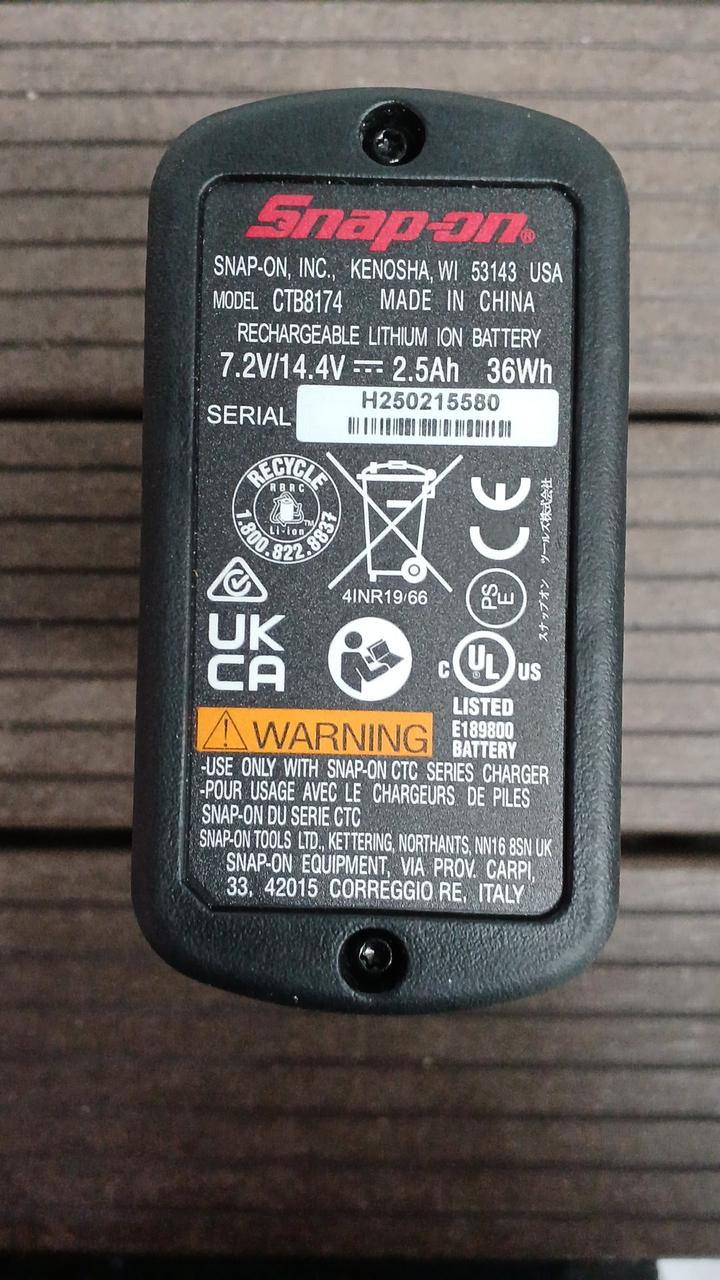 Snap-on®
SNAP-ON, INC., KENOSHA, WI 53143 USA
MODEL CTB8174 MADE IN CHINA
RECHARGEABLE LITHIUM ION BATTERY
7.2V/14.4V ⎓ 2.5Ah 36Wh
SERIAL H250215580
RECYCLE
RBRC
Li-ion TM
1.800.822.8837
4INR19/66
CE
スナップオン ツールズ株式会社
PSE
UK
CA
c UL US
LISTED
E189800
BATTERY
WARNING
-USE ONLY WITH SNAP-ON CTC SERIES CHARGER
-POUR USAGE AVEC LE CHARGEURS DE PILES
SNAP-ON DU SERIE CTC
SNAP-ON TOOLS LTD., KETTERING, NORTHANTS, NN16 8SN UK
SNAP-ON EQUIPMENT, VIA PROV. CARPI,
33, 42015 CORREGGIO RE, ITALY